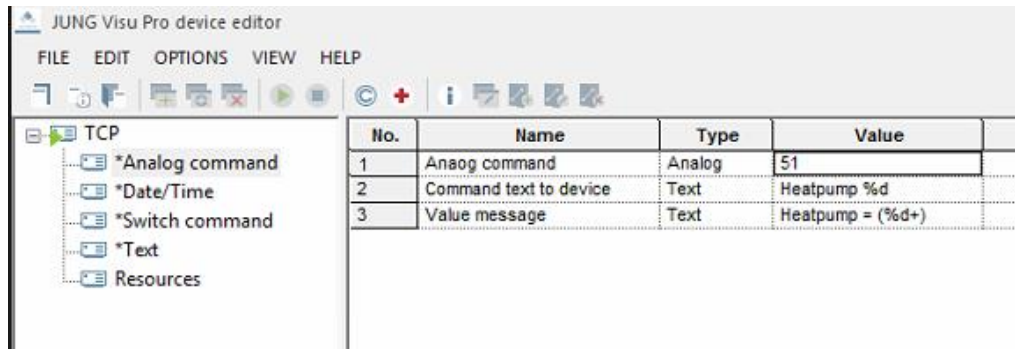 JUNG Visu Pro device editor
FILE EDIT OPTIONS VIEW HELP
TCP
*Analog command
*Date/Time
*Switch command
*Text
Resources
No. Name Type Value
1 Anaog command Analog 51
2 Command text to device Text Heatpump %d
3 Value message Text Heatpump = (%d+)